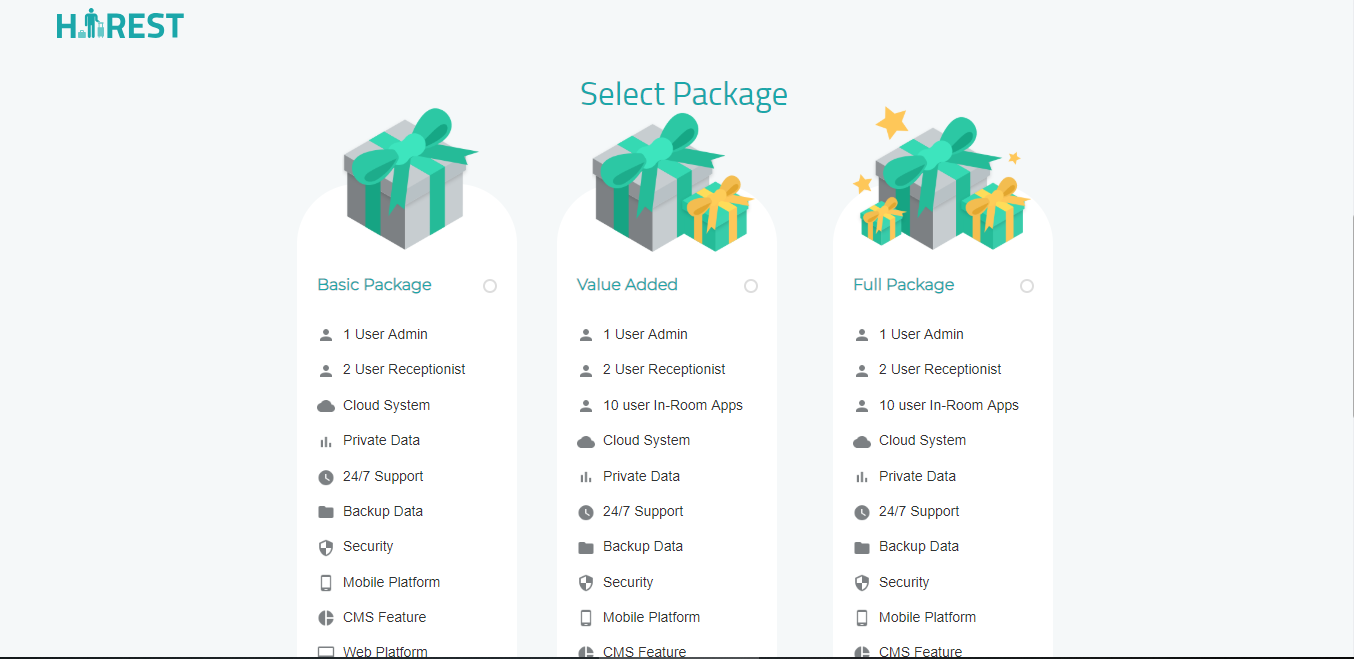 HOREST
Select Package
Basic Package
1 User Admin
2 User Receptionist
Cloud System
Private Data
24/7 Support
Backup Data
Security
Mobile Platform
CMS Feature
Web Platform
Value Added
1 User Admin
2 User Receptionist
10 user In-Room Apps
Cloud System
Private Data
24/7 Support
Backup Data
Security
Mobile Platform
CMS Feature
Full Package
1 User Admin
2 User Receptionist
10 user In-Room Apps
Cloud System
Private Data
24/7 Support
Backup Data
Security
Mobile Platform
CMS Feature